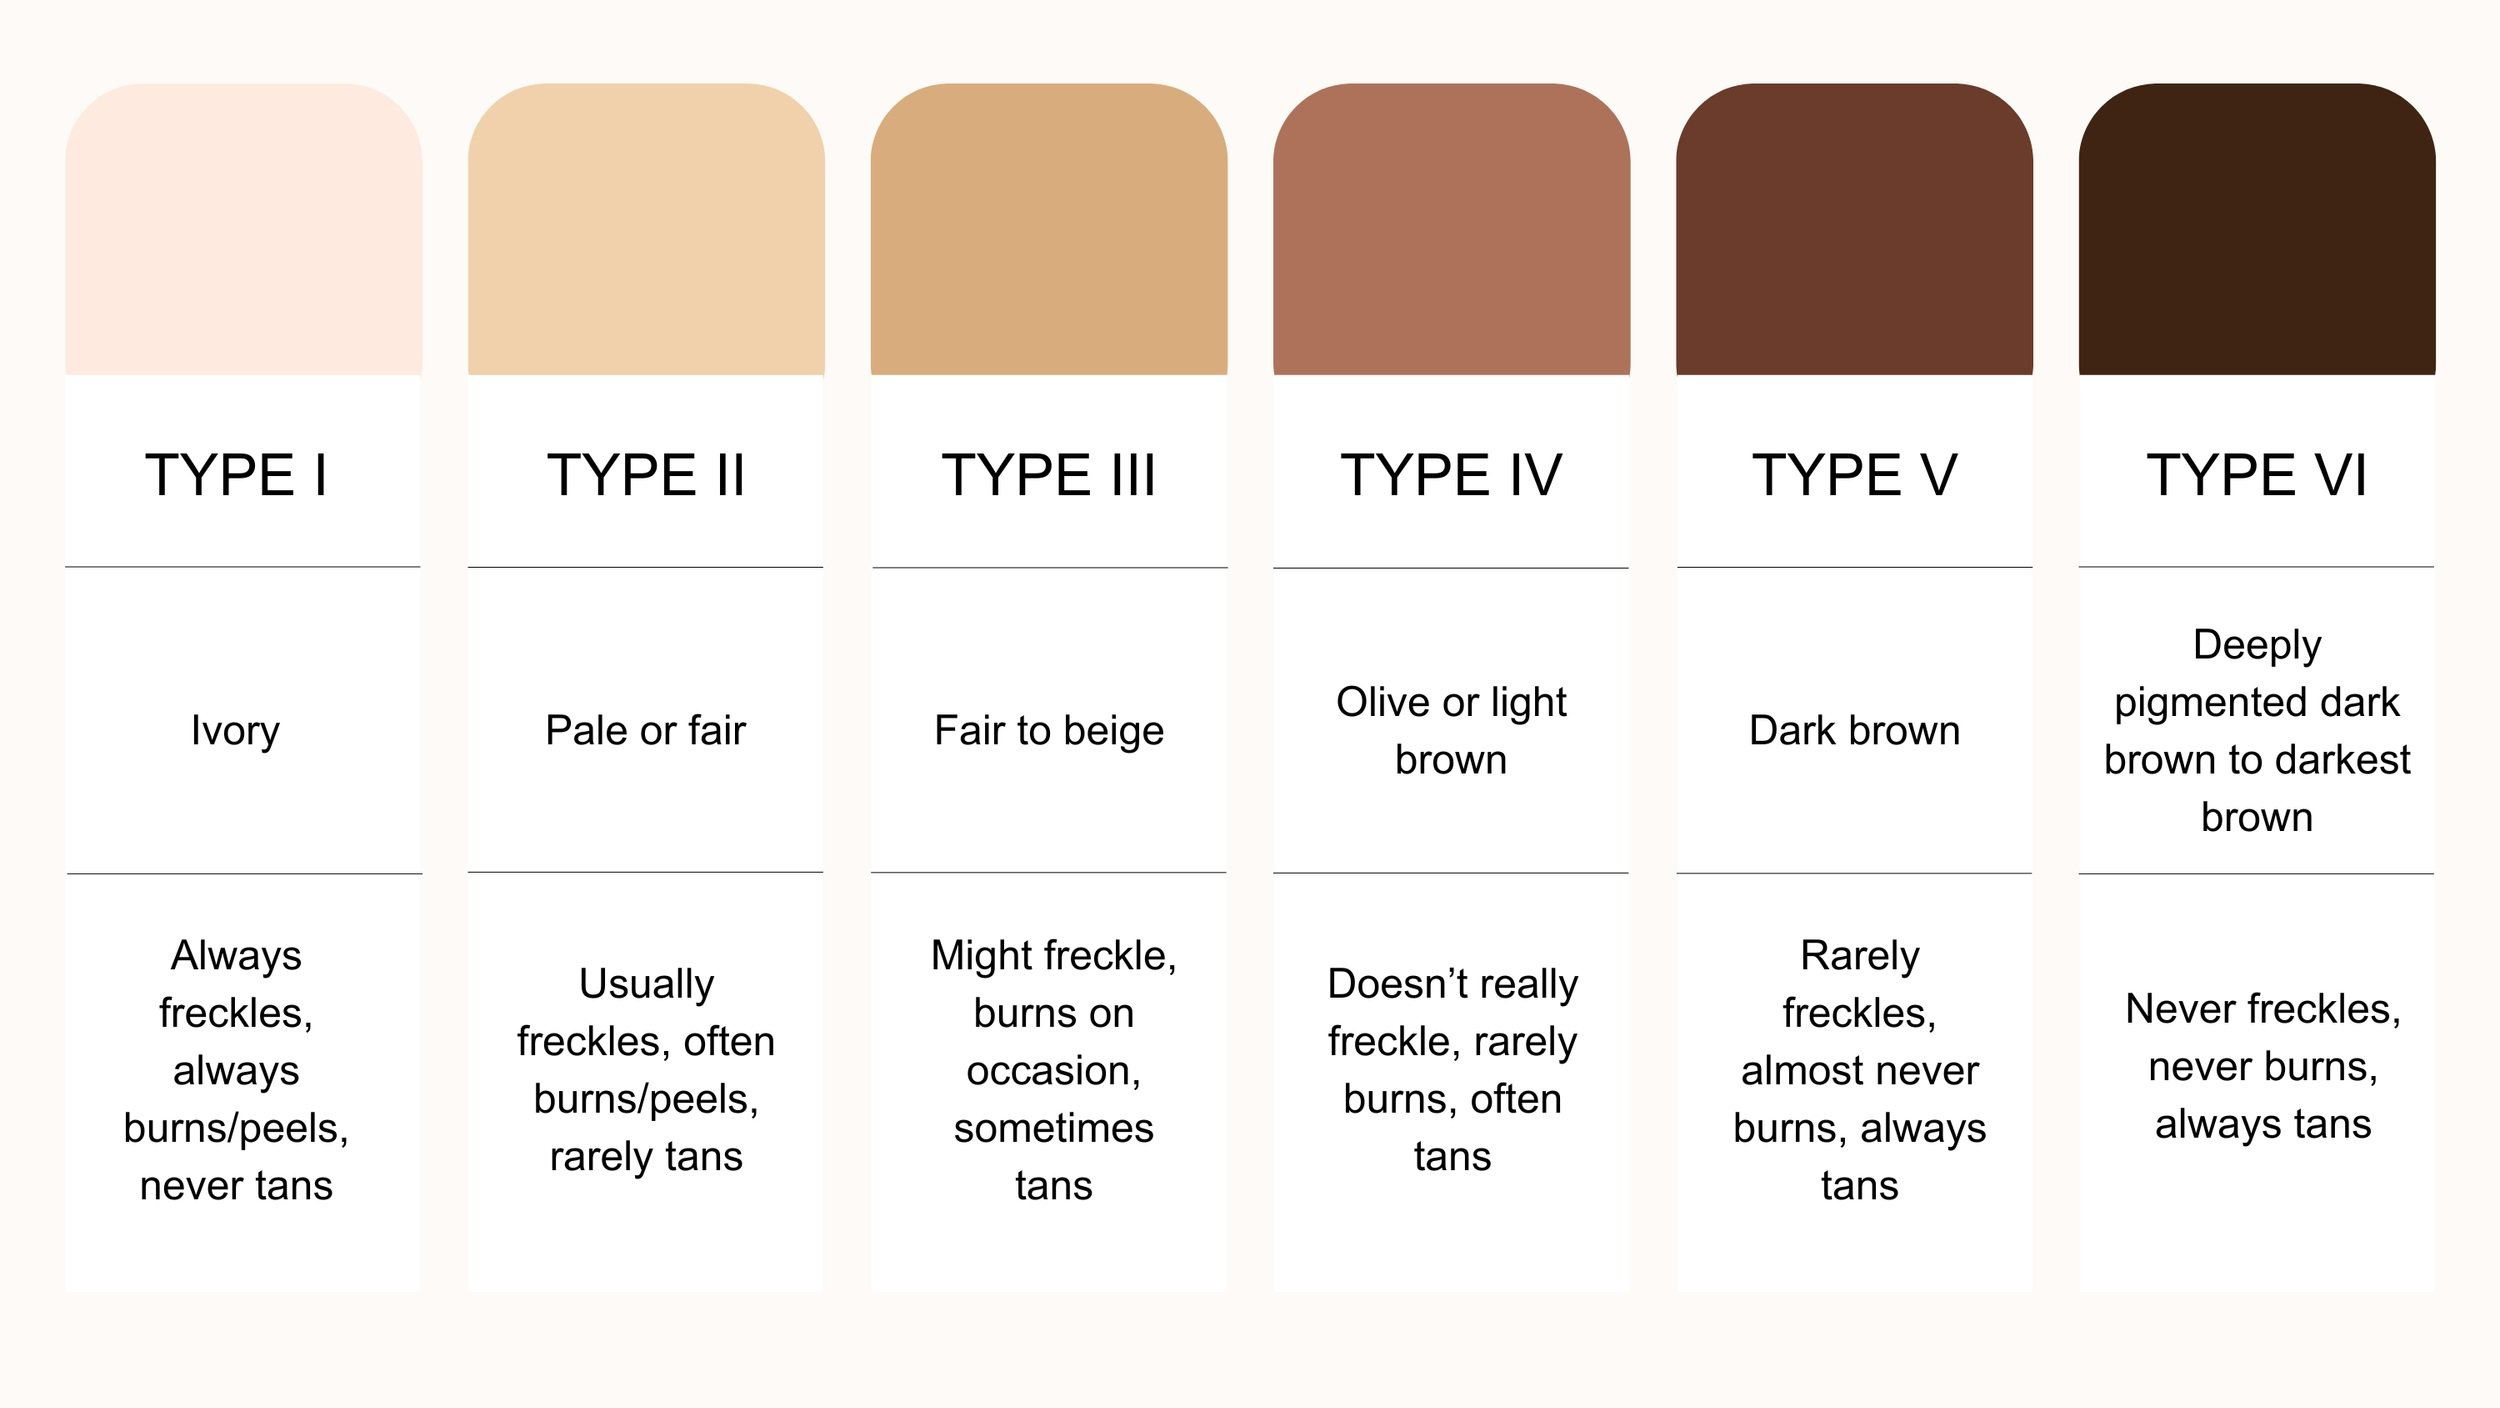 TYPE I
Ivory
Always
freckles,
always
burns/peels,
never tans
TYPE II
Pale or fair
Usually
freckles, often
burns/peels,
rarely tans
TYPE III
Fair to beige
Might freckle,
burns on
occasion,
sometimes
tans
TYPE IV
Olive or light
brown
Doesn’t really
freckle, rarely
burns, often
tans
TYPE V
Dark brown
Rarely
freckles,
almost never
burns, always
tans
TYPE VI
Deeply
pigmented dark
brown to darkest
brown
Never freckles,
never burns,
always tans